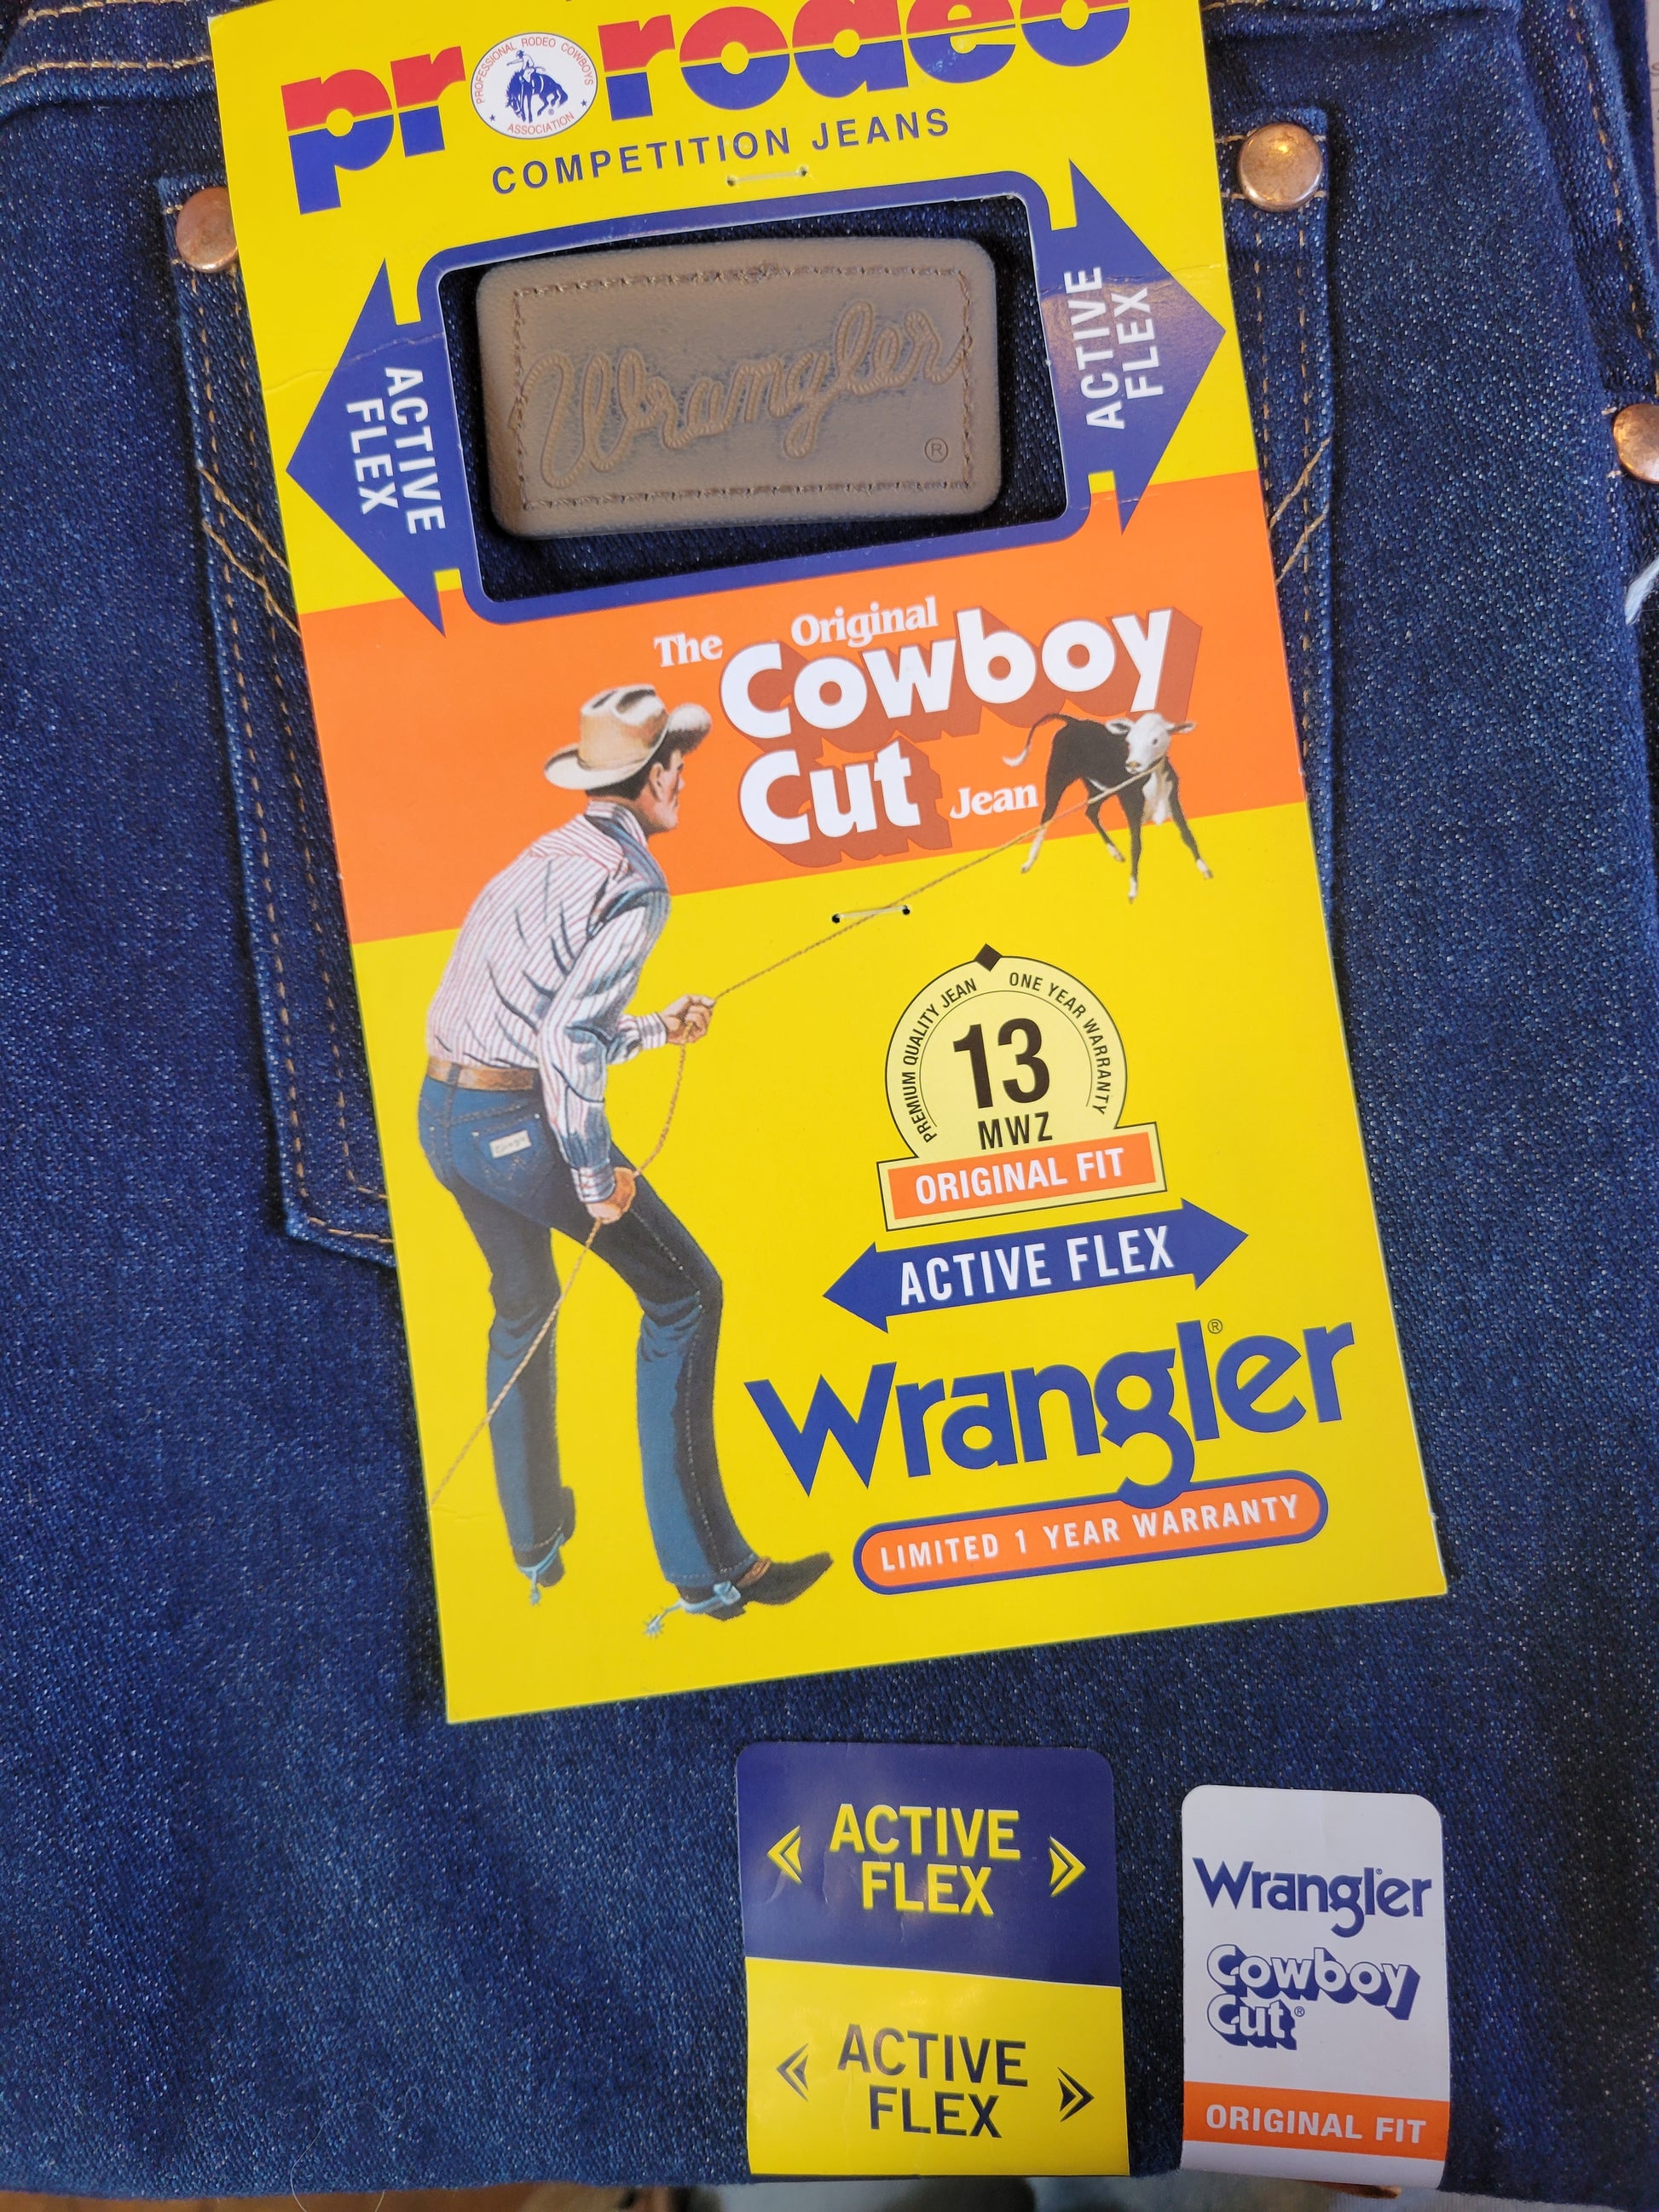 prorodeo
PROFESSIONAL RODEO COWBOYS
ASSOCIATION
COMPETITION JEANS
ACTIVE
FLEX
Wrangler
®
ACTIVE
FLEX
The Original
Cowboy
Cut Jean
PREMIUM QUALITY JEAN ONE YEAR WARRANTY
13
MWZ
ORIGINAL FIT
ACTIVE FLEX
Wrangler®
LIMITED 1 YEAR WARRANTY
ACTIVE
FLEX
ACTIVE
FLEX
Wrangler®
Cowboy
Cut®
ORIGINAL FIT